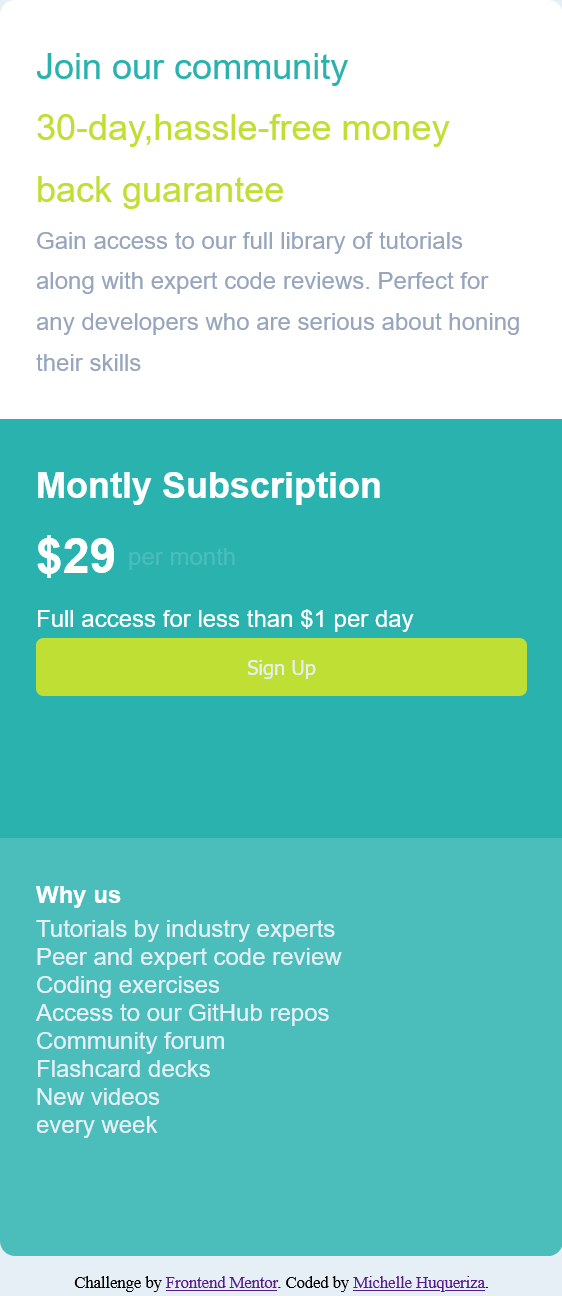 Join our community
30-day,hassle-free money
back guarantee
Gain access to our full library of tutorials
along with expert code reviews. Perfect for
any developers who are serious about honing
their skills
Montly Subscription
$29 per month
Full access for less than $1 per day
Sign Up
Why us
Tutorials by industry experts
Peer and expert code review
Coding exercises
Access to our GitHub repos
Community forum
Flashcard decks
New videos
every week
Challenge by Frontend Mentor. Coded by Michelle Huqueriza.